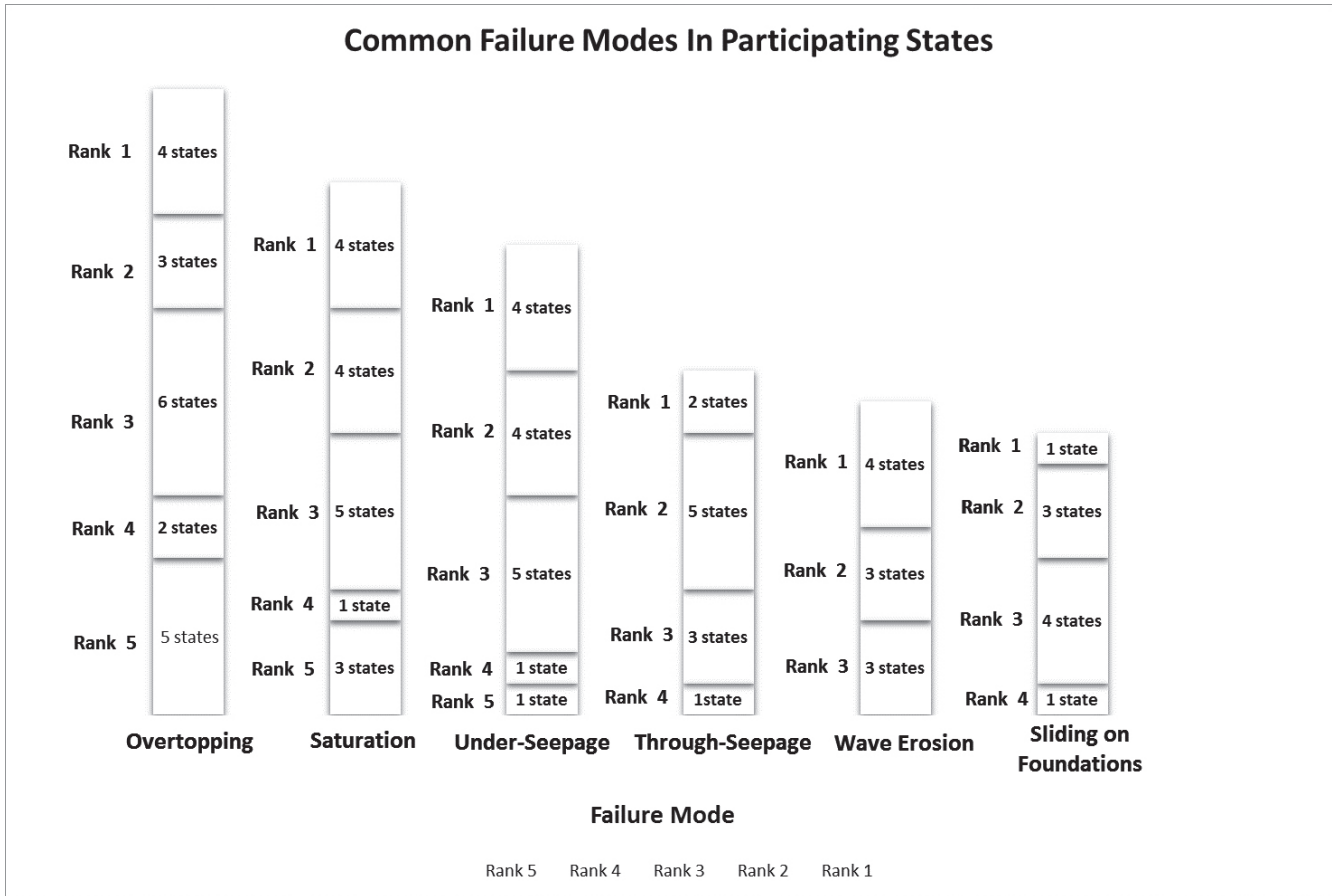 Common Failure Modes In Participating States
Rank 1
4 states
Rank 2
3 states
Rank 3
6 states
Rank 4
2 states
Rank 5
5 states
Overtopping
Rank 1
4 states
Rank 2
4 states
Rank 3
5 states
Rank 4
1 state
Rank 5
3 states
Saturation
Rank 1
4 states
Rank 2
4 states
Rank 3
5 states
Rank 4
1 state
Rank 5
1 state
Under-Seepage
Rank 1
2 states
Rank 2
5 states
Rank 3
3 states
Rank 4
1state
Through-Seepage
Rank 1
4 states
Rank 2
3 states
Rank 3
3 states
Wave Erosion
Rank 1
1 state
Rank 2
3 states
Rank 3
4 states
Rank 4
1 state
Sliding on
Foundations
Failure Mode
Rank 5 Rank 4 Rank 3 Rank 2 Rank 1